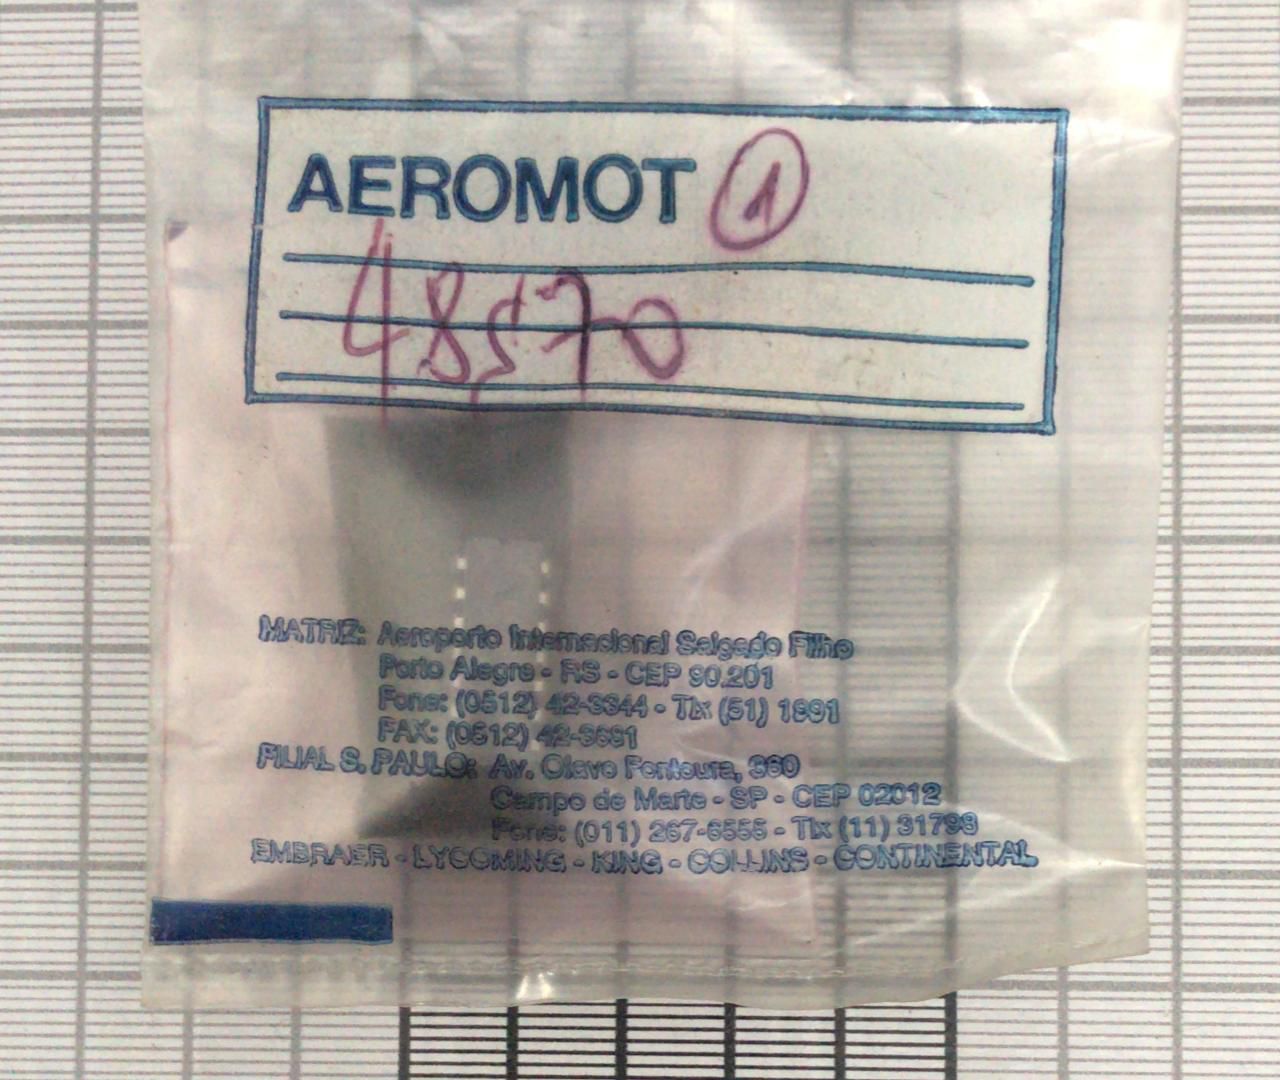 AEROMOT 1
48570
MATRIZ: Aeroporto Internacional Salgado Filho
Porto Alegre - RS - CEP 90.201
Fone: (0512) 42-3344 - Tlx (51) 1991
FAX: (0512) 42-3691
FILIAL S. PAULO: Av. Olavo Fontoura, 360
Campo de Marte - SP - CEP 02012
Fone: (011) 267-6555 - Tlx (11) 31798
EMBRAER - LYCOMING - KING - COLLINS - CONTINENTAL